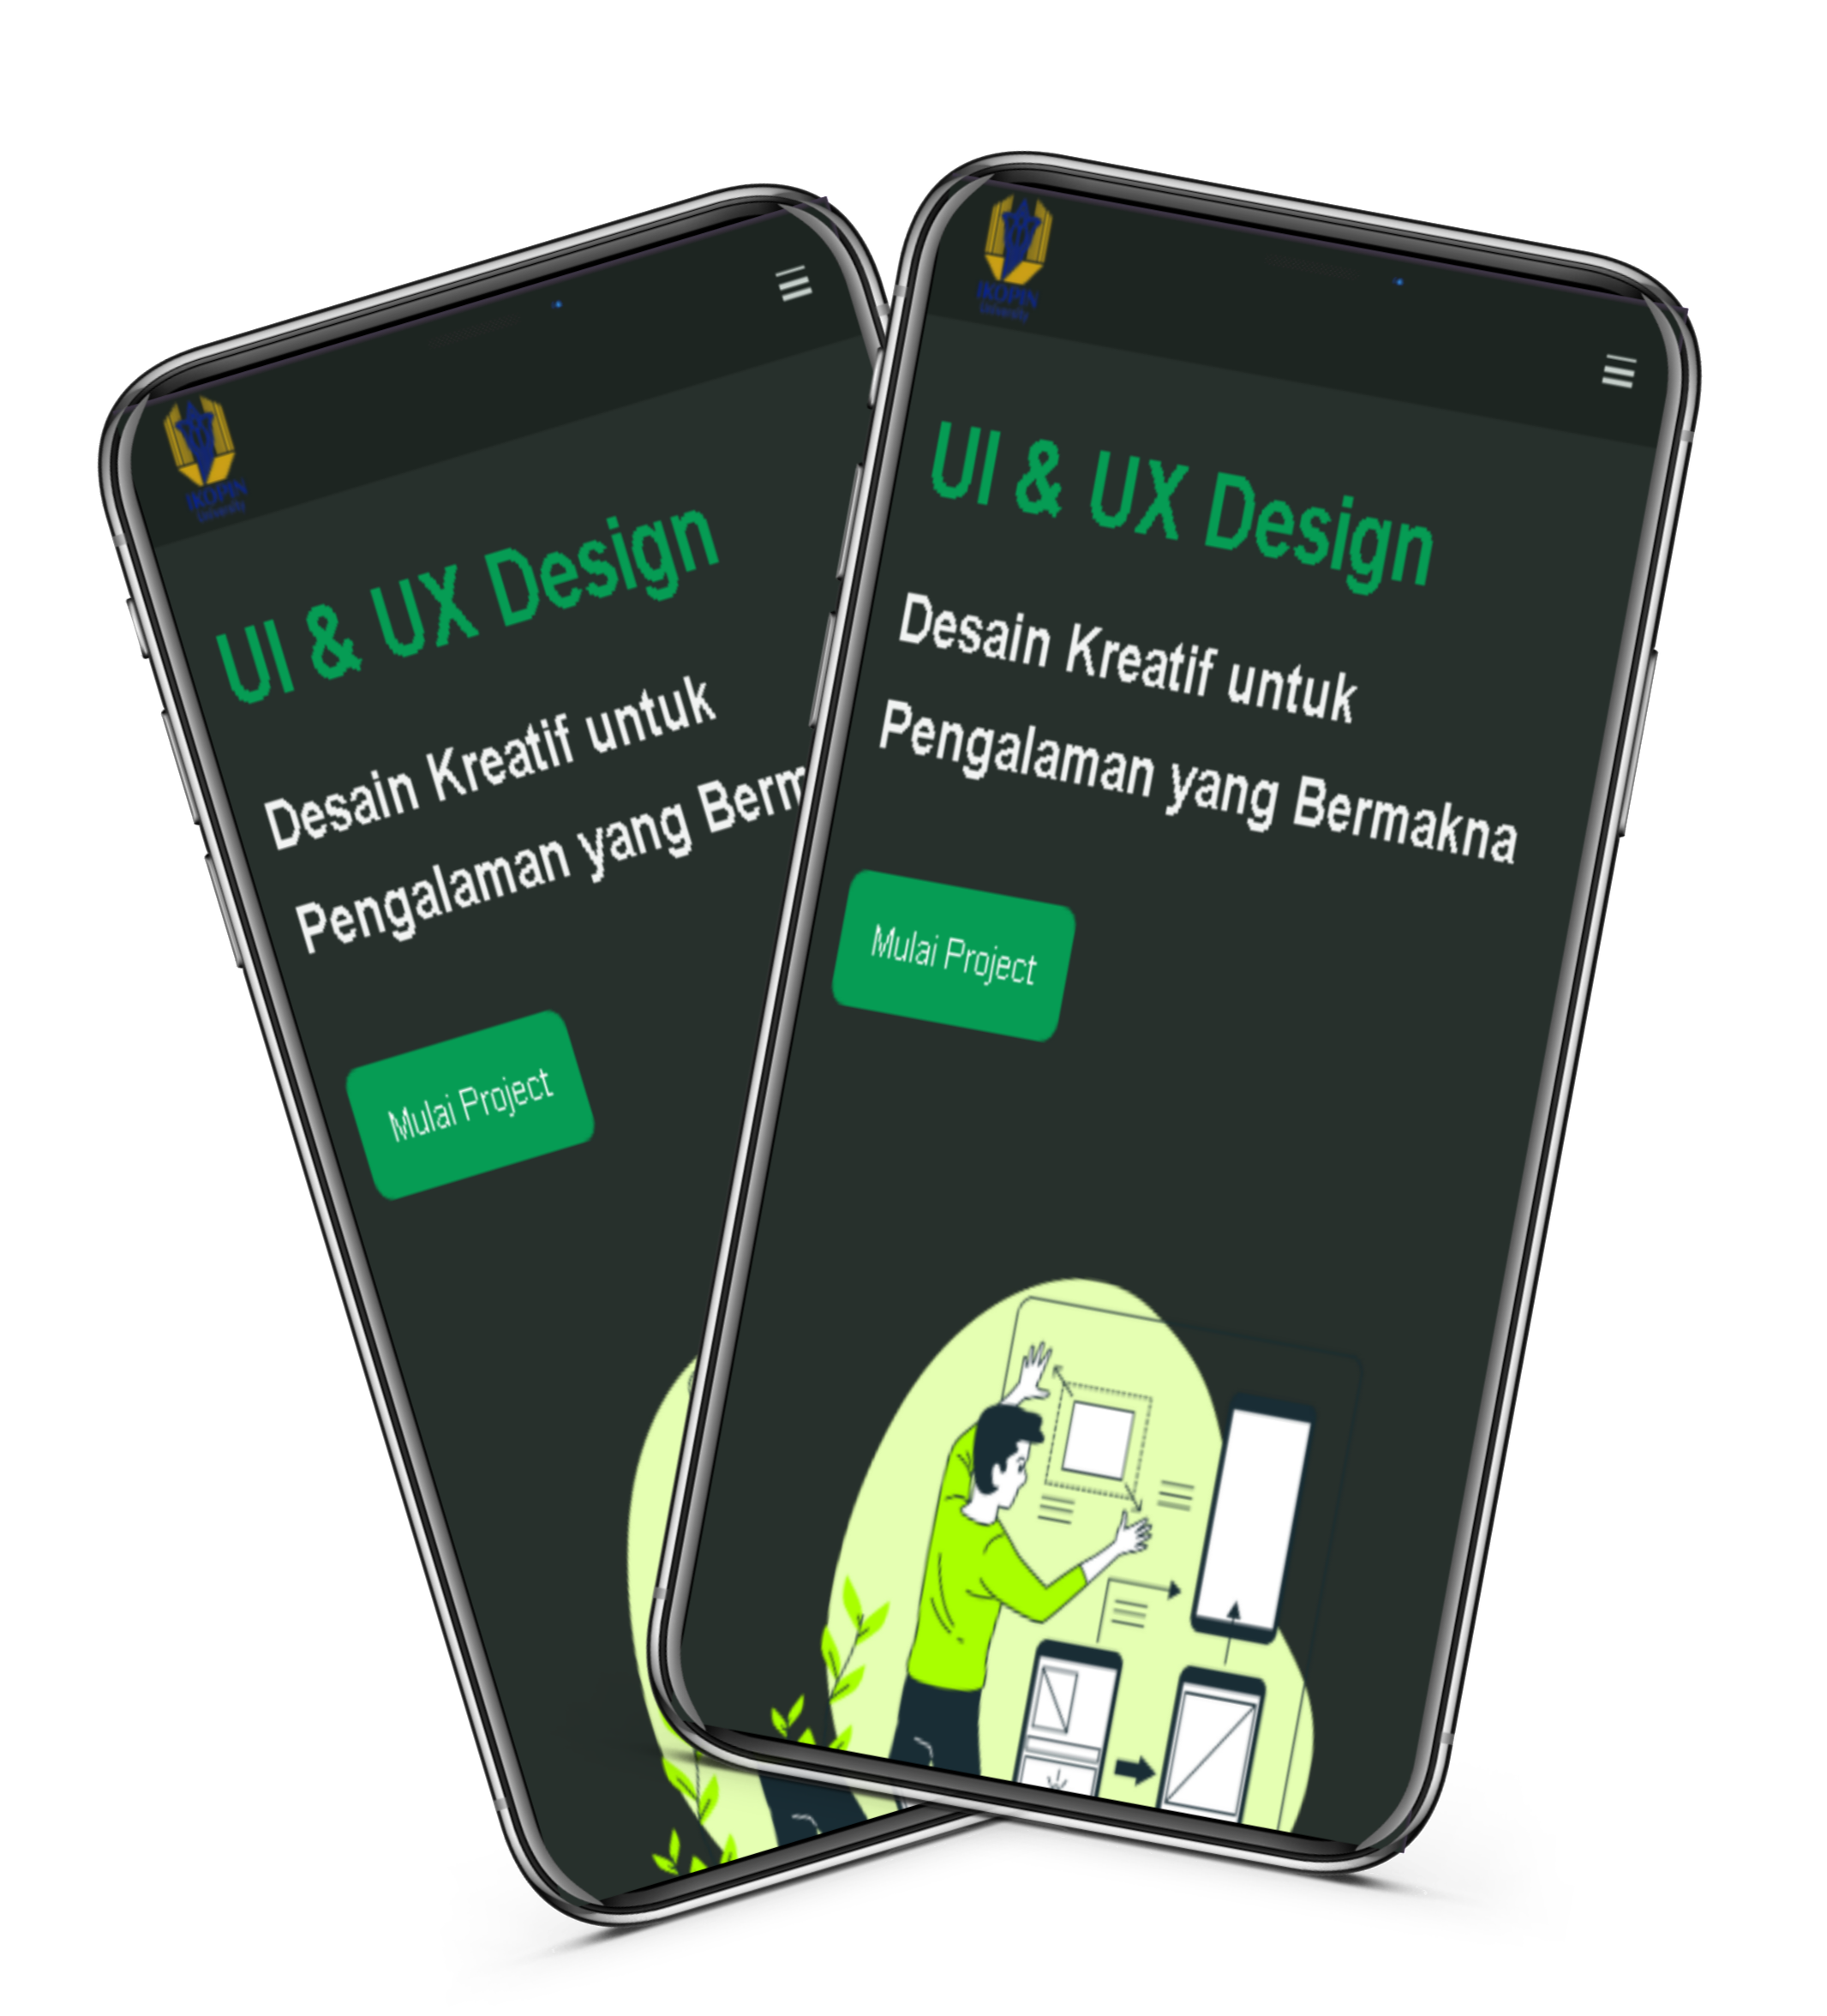 IKOPIN
University
UI & UX Design
Desain Kreatif untuk
Pengalaman yang Berm
Mulai Project
IKOPIN
University
UI & UX Design
Desain Kreatif untuk
Pengalaman yang Bermakna
Mulai Project